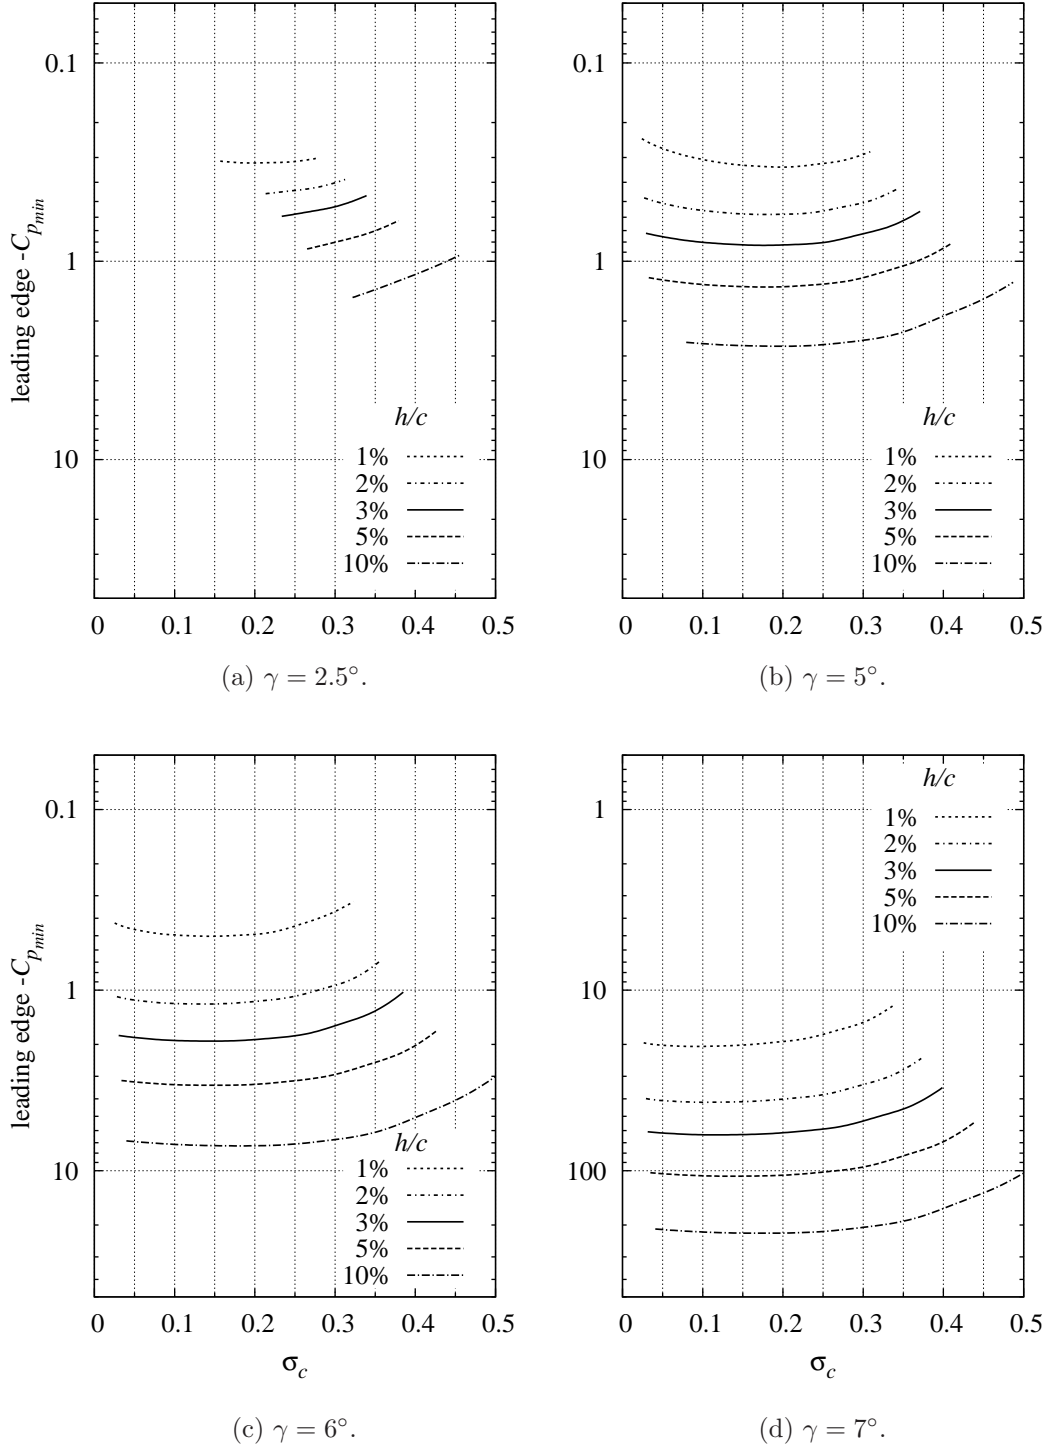 0.1
1
10
leading edge -C_{p_{min}}
h/c
1%
2%
3%
5%
10%
0 0.1 0.2 0.3 0.4 0.5
(a) γ = 2.5°.
0.1
1
10
h/c
1%
2%
3%
5%
10%
0 0.1 0.2 0.3 0.4 0.5
(b) γ = 5°.
0.1
1
10
leading edge -C_{p_{min}}
h/c
1%
2%
3%
5%
10%
0 0.1 0.2 0.3 0.4 0.5
σ_c
(c) γ = 6°.
h/c
1%
2%
3%
5%
10%
1
10
100
0 0.1 0.2 0.3 0.4 0.5
σ_c
(d) γ = 7°.